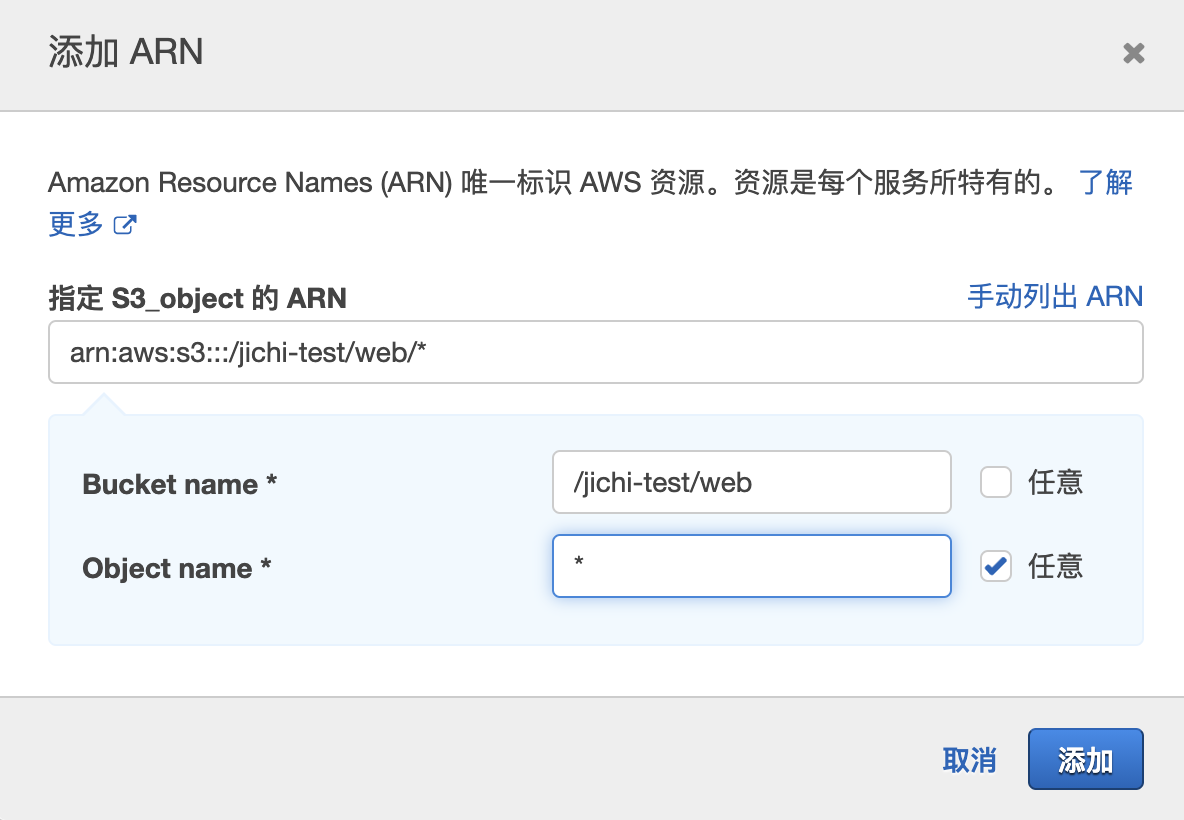 添加 ARN
Amazon Resource Names (ARN) 唯一标识 AWS 资源。资源是每个服务所特有的。 了解
更多
指定 S3_object 的 ARN 手动列出 ARN
arn:aws:s3:::/jichi-test/web/*
Bucket name * /jichi-test/web 任意
Object name * * 任意
取消 添加